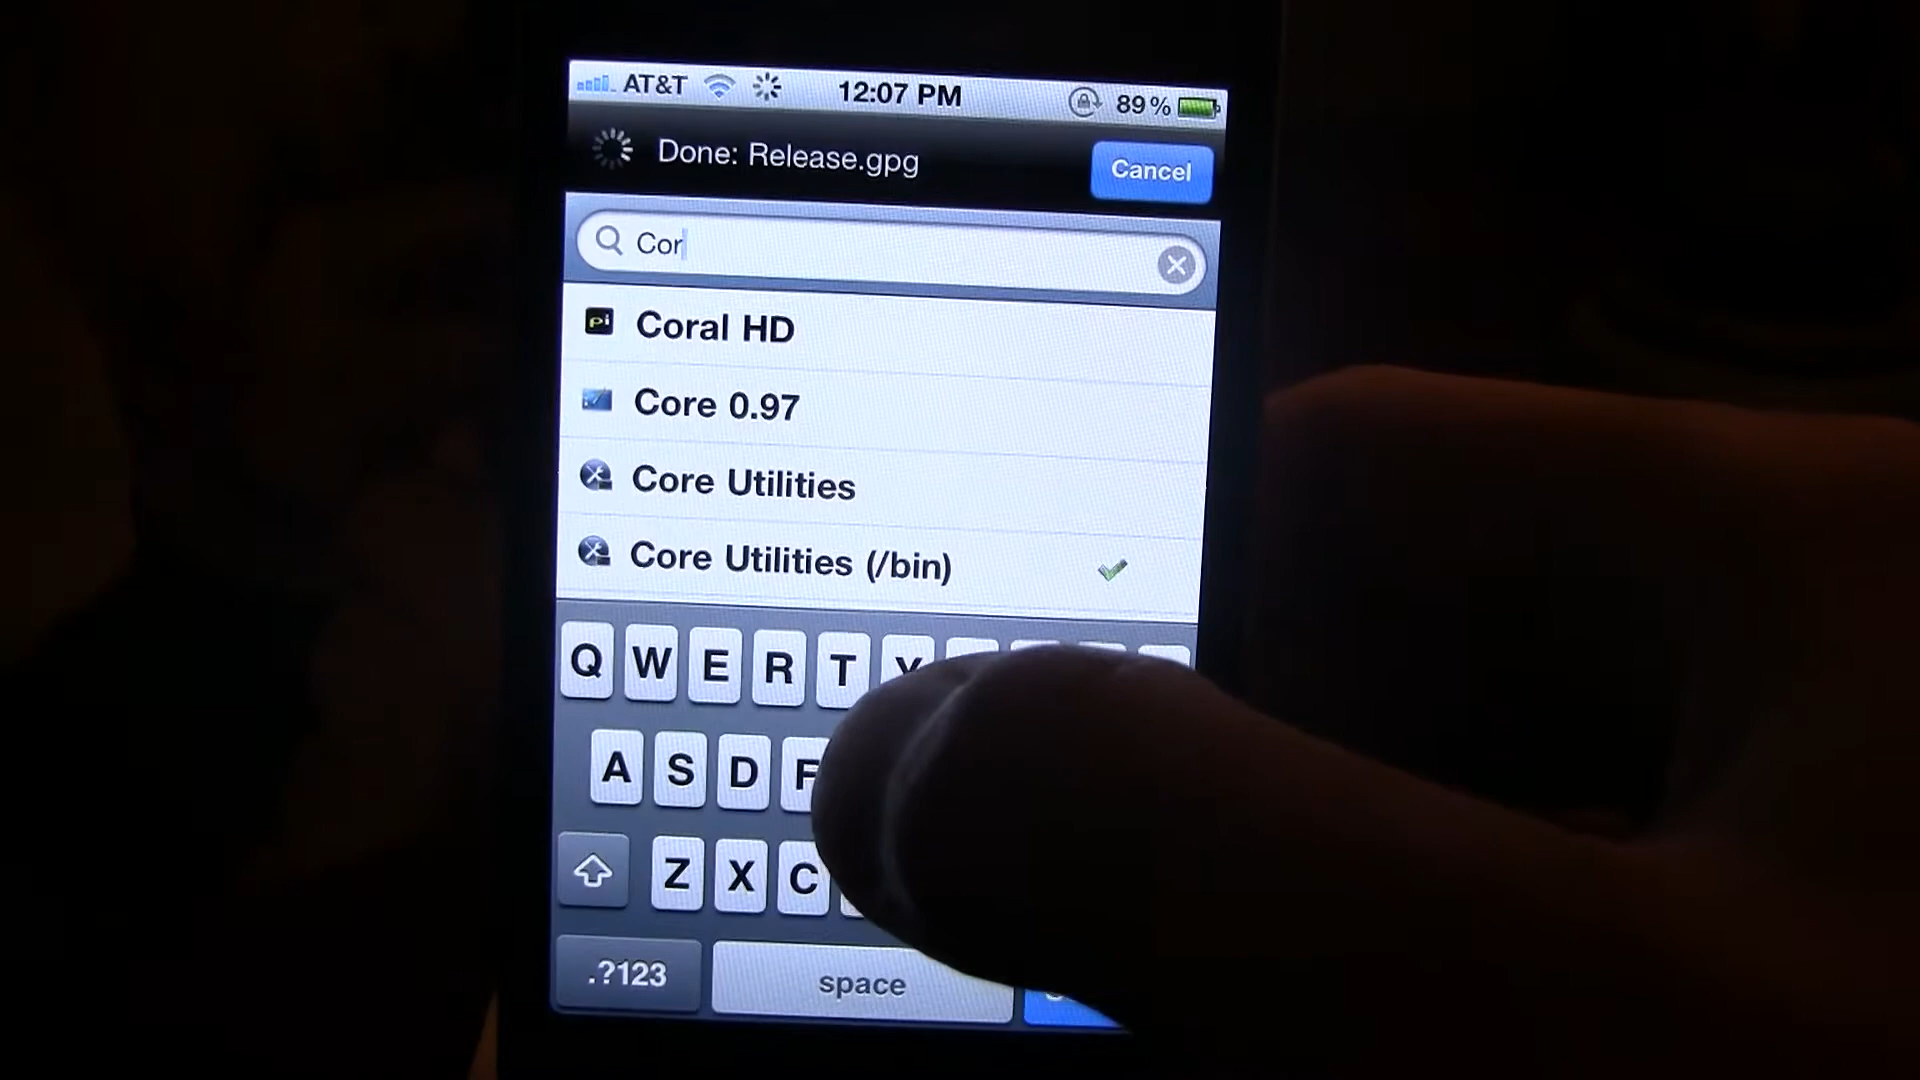 AT&T 12:07 PM 89%
Done: Release.gpg Cancel
Cor
pi Coral HD
Core 0.97
Core Utilities
Core Utilities (/bin)
Q W E R T Y
A S D F
Z X C
.?123 space